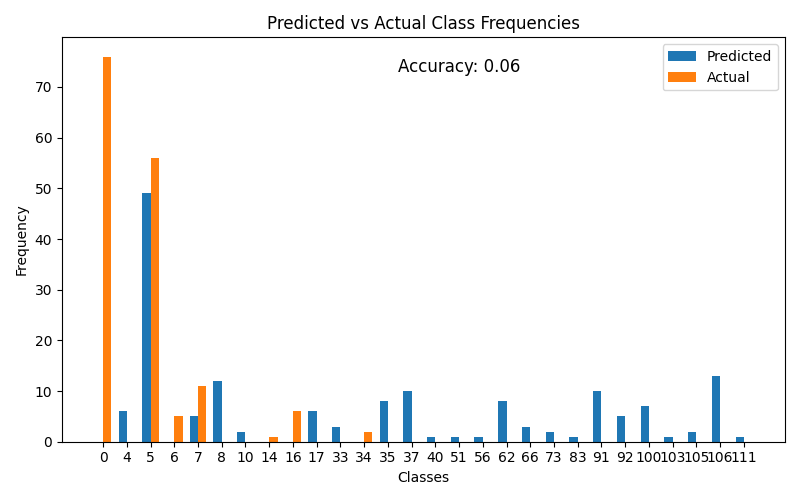 Predicted vs Actual Class Frequencies
Accuracy: 0.06
Predicted
Actual
Frequency
70
60
50
40
30
20
10
0
0 4 5 6 7 8 10 14 16 17 33 34 35 37 40 51 56 62 66 73 83 91 92 100 103 105 106 111
Classes